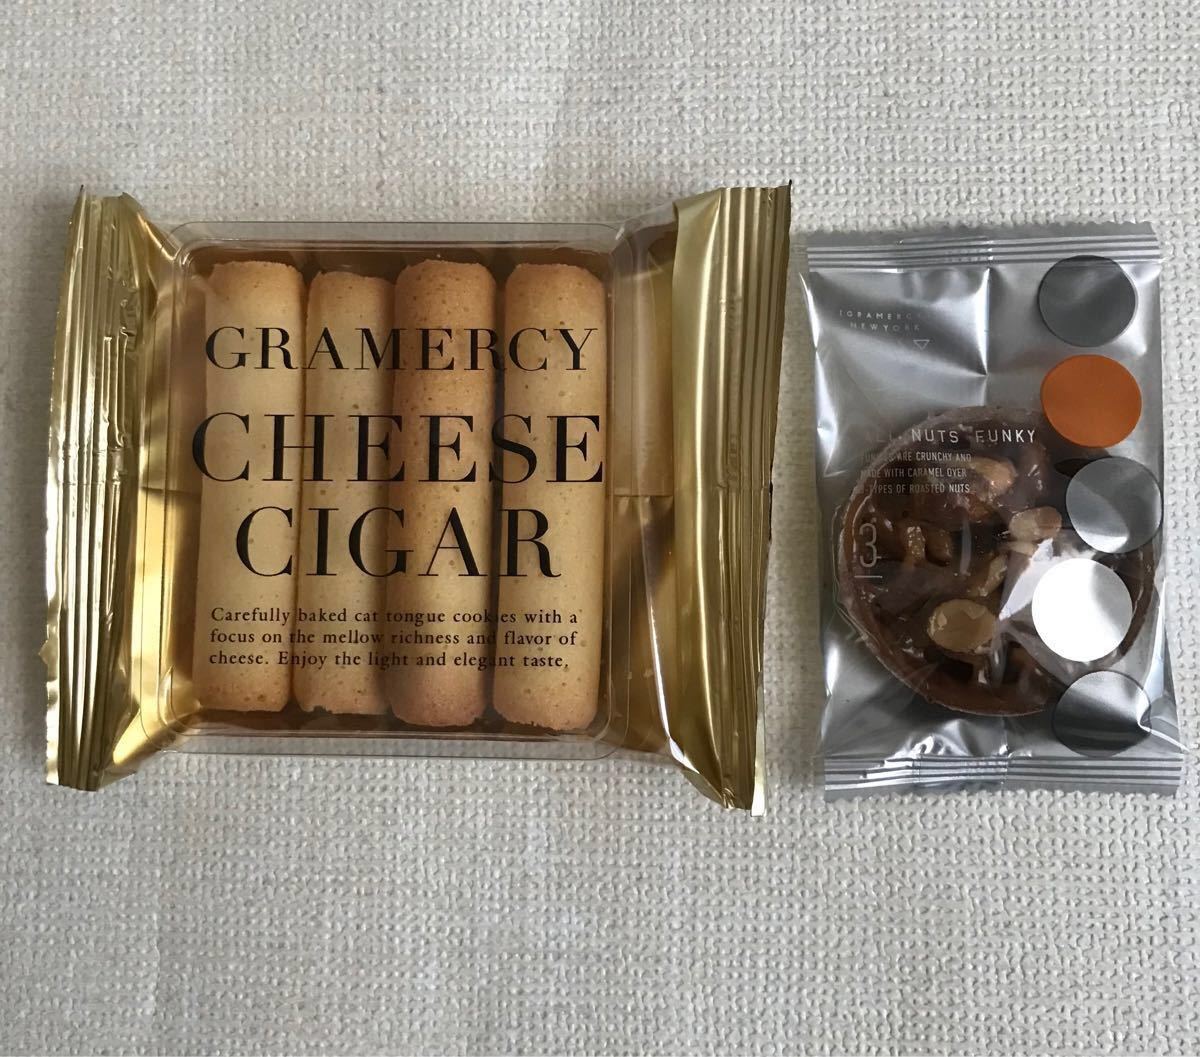 GRAMERCY
CHEESE
CIGAR
Carefully baked cat tongue cookies with a
focus on the mellow richness and flavor of
cheese. Enjoy the light and elegant taste.
GRAMERCY
NEWYORK
NUTS FUNKY
ARE CRUNCHY AND
MADE WITH CARAMEL OVER
TYPES OF ROASTED NUTS
3